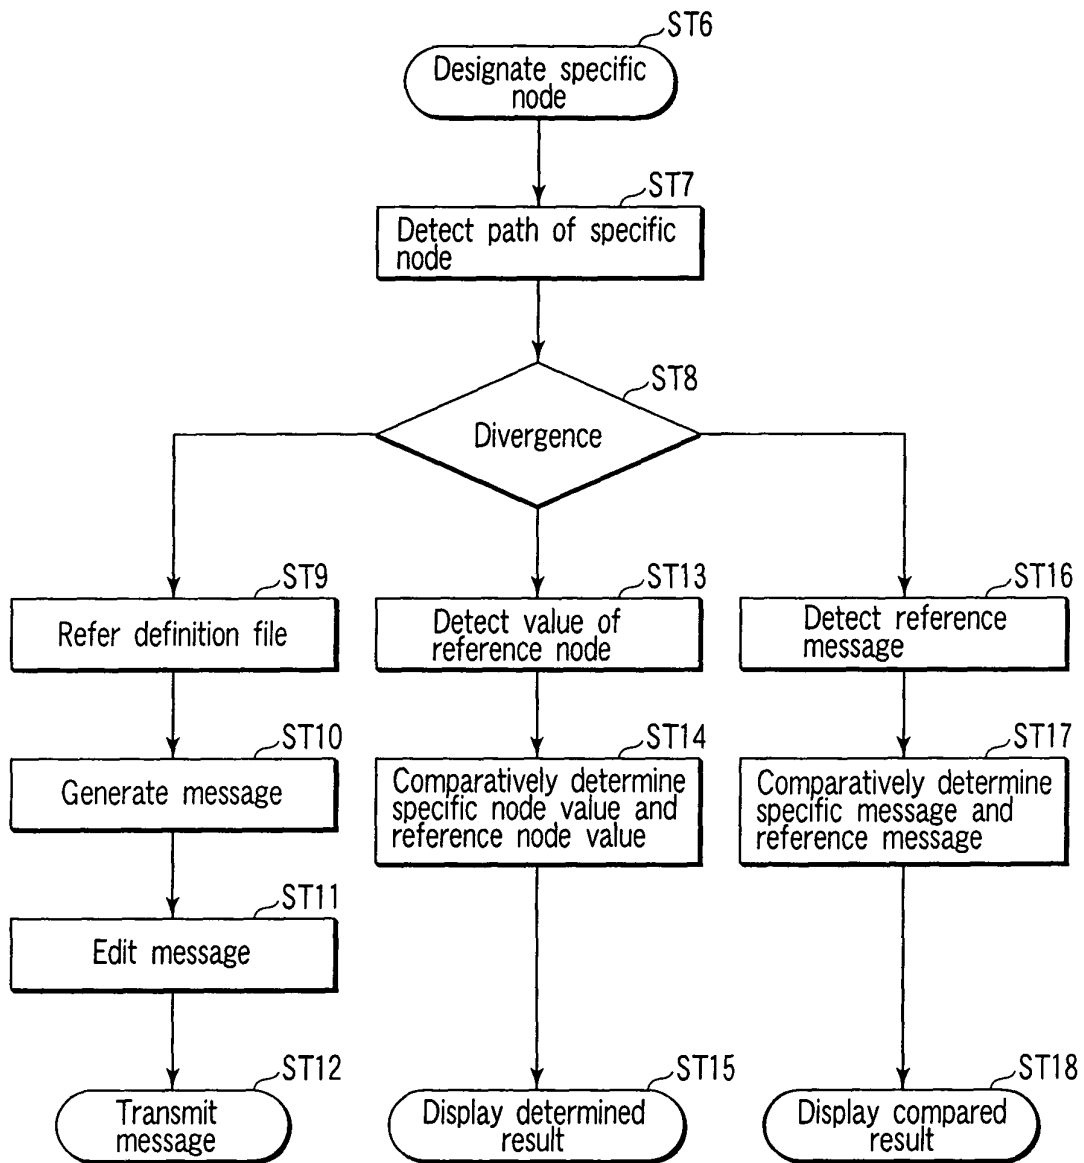 ST6
Designate specific
node
ST7
Detect path of specific
node
ST8
Divergence
ST9
Refer definition file
ST13
Detect value of
reference node
ST16
Detect reference
message
ST10
Generate message
ST14
Comparatively determine
specific node value and
reference node value
ST17
Comparatively determine
specific message and
reference message
ST11
Edit message
ST12
Transmit
message
ST15
Display determined
result
ST18
Display compared
result